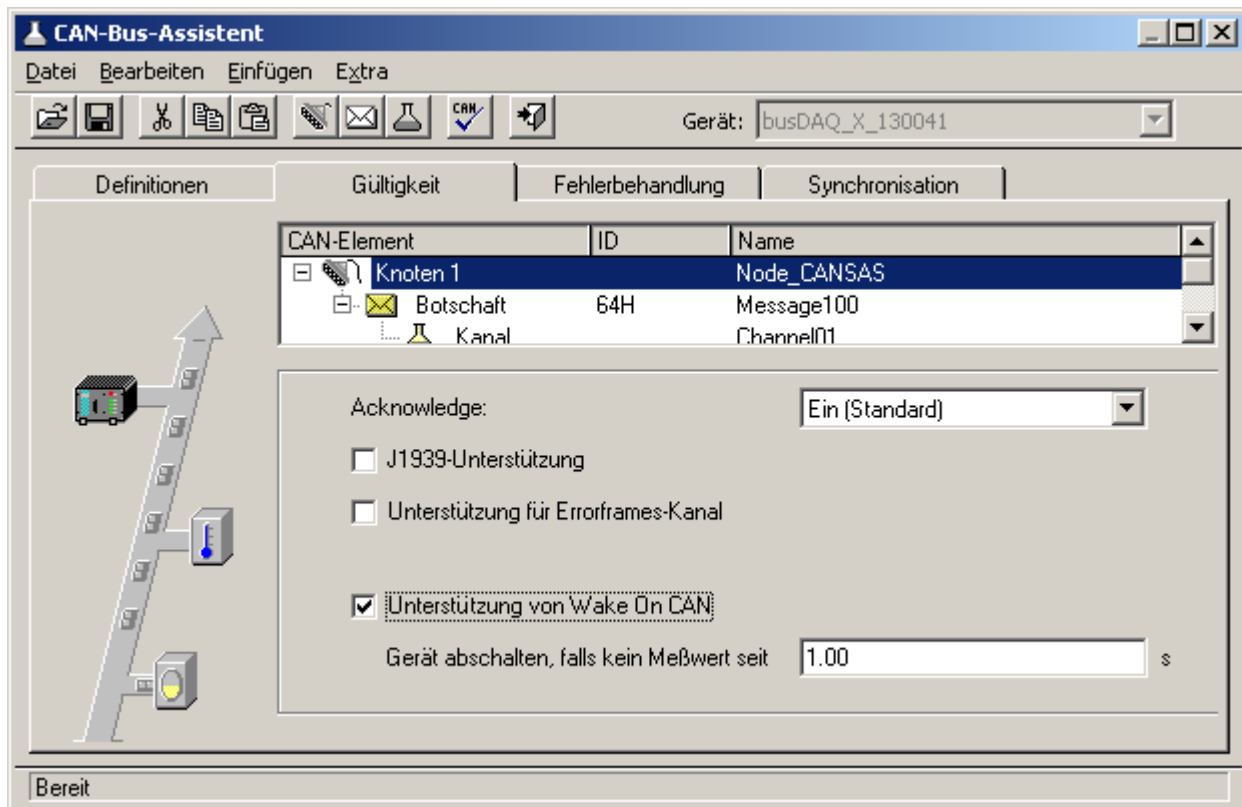 CAN-Bus-Assistent
Datei Bearbeiten Einfügen Extra
CAN Gerät: busDAQ_X_130041
Definitionen Gültigkeit Fehlerbehandlung Synchronisation
CAN-Element ID Name
Knoten 1 Node_CANSAS
Botschaft 64H Message100
Kanal Channel01
Acknowledge: Ein (Standard)
J1939-Unterstützung
Unterstützung für Errorframes-Kanal
Unterstützung von Wake On CAN
Gerät abschalten, falls kein Meßwert seit 1.00 s
Bereit